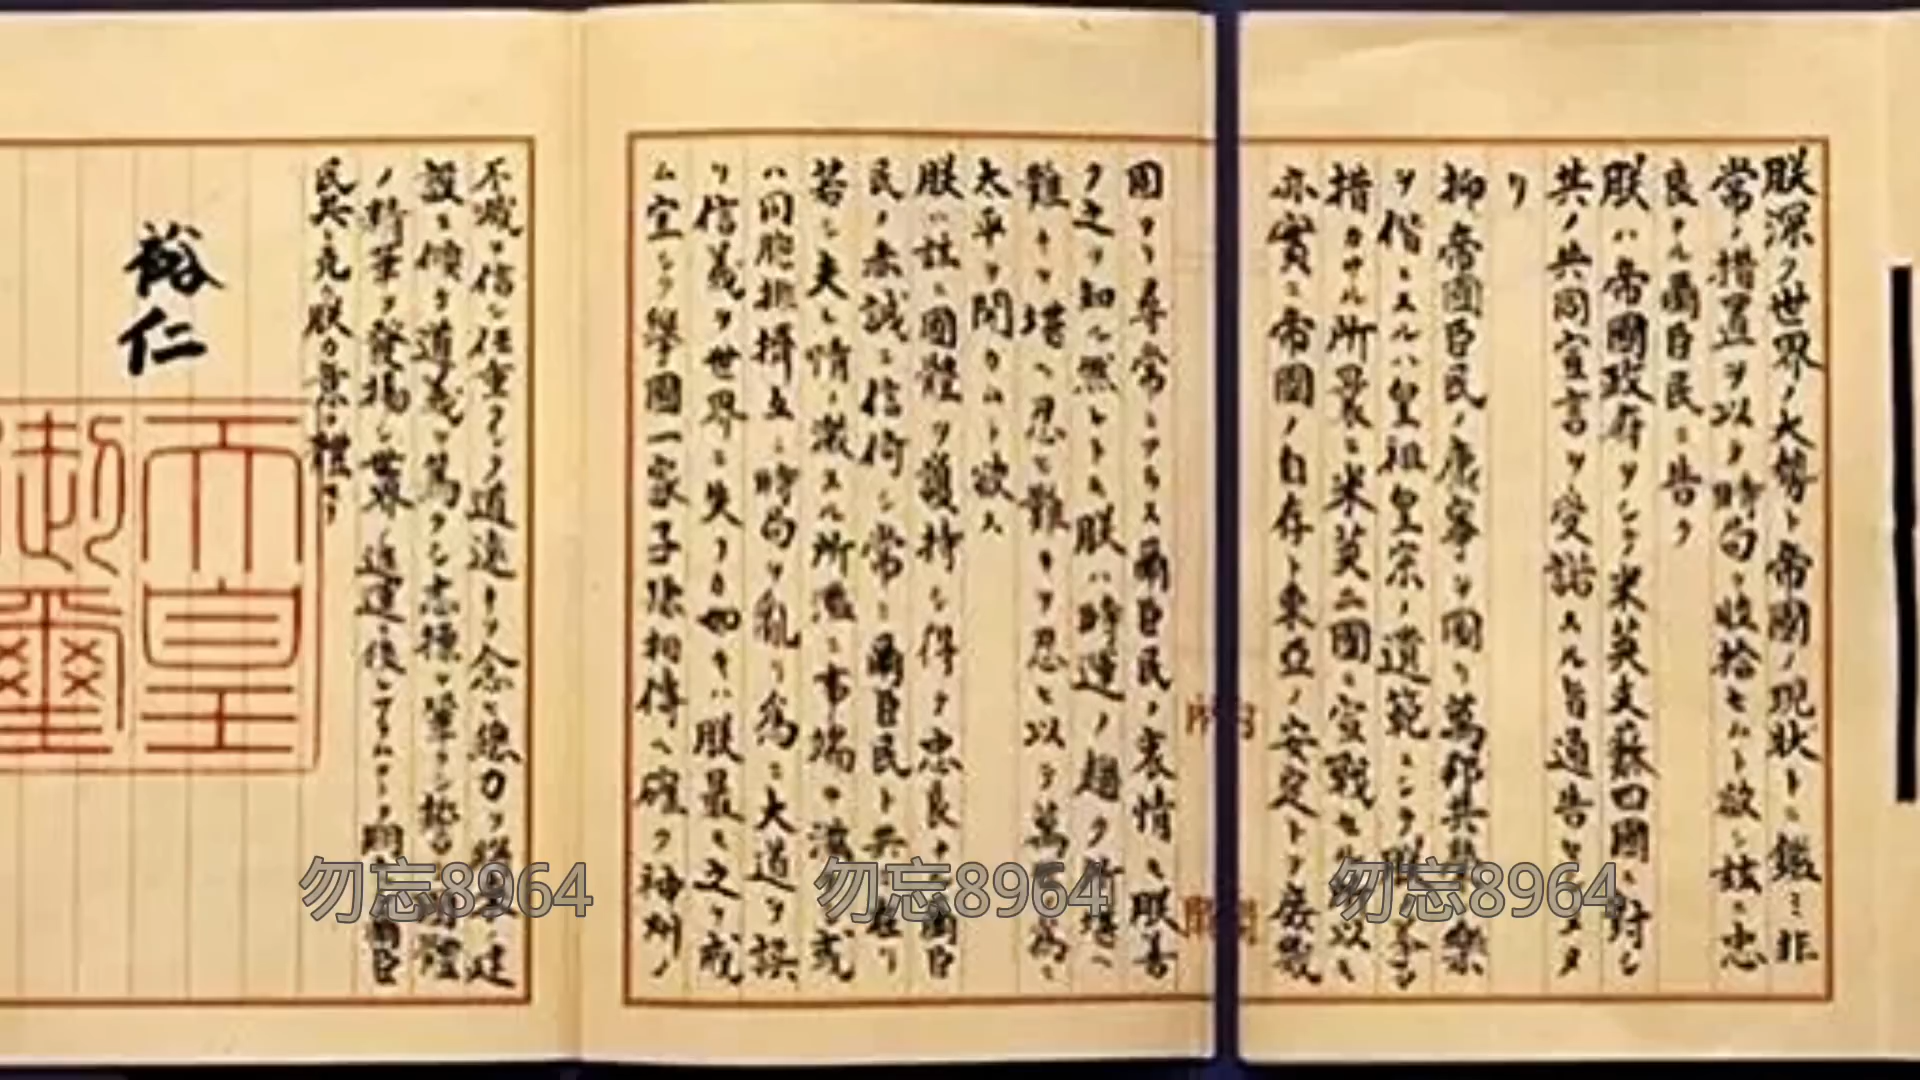 朕深ク世界ノ大勢ト帝國ノ現狀トニ鑑ミ非
常ノ措置ヲ以テ時局ヲ收拾セムト欲シ茲ニ忠
良ナル爾臣民ニ告ク
朕ハ帝國政府ヲシテ米英支蘇四國ニ對シ
其ノ共同宣言ヲ受諾スル旨通告セシメタ
リ
抑〻帝國臣民ノ康寧ヲ圖リ萬邦共榮ノ樂
ヲ偕ニスルハ皇祖皇宗ノ遺範ニシテ朕ノ拳〻
措カサル所曩ニ米英二國ニ宣戰セル所以モ
亦實ニ帝國ノ自存ト東亞ノ安定トヲ庶幾
固ヨリ尋常ニアラス爾臣民ノ衷情モ朕善
ク之ヲ知ル然レトモ朕ハ時運ノ趨ク所堪ヘ
難キヲ堪ヘ忍ヒ難キヲ忍ヒ以テ萬世ノ爲ニ
太平ヲ開カムト欲ス
朕ハ茲ニ國體ヲ護持シ得テ忠良ナル爾臣
民ノ赤誠ニ信倚シ常ニ爾臣民ト共ニ在リ
若シ夫レ情ノ激スル所濫ニ事端ヲ滋クシ或
ハ同胞排擠互ニ時局ヲ亂リ爲ニ大道ヲ誤
リ信義ヲ世界ニ失フカ如キハ朕最モ之ヲ戒
ム宜シク擧國一家子孫相傳ヘ確ク神州ノ
不滅ヲ信シ任重クシテ道遠キヲ念ヒ總力ヲ將來ノ建
設ニ傾ケ道義ヲ篤クシ志操ヲ鞏クシ誓テ國體
ノ精華ヲ發揚シ世界ノ進運ニ後レサラムコトヲ期スヘシ爾臣
民其レ克ク朕カ意ヲ體セヨ
裕仁
天皇
御璽
勿忘8964
勿忘8964
勿忘8964